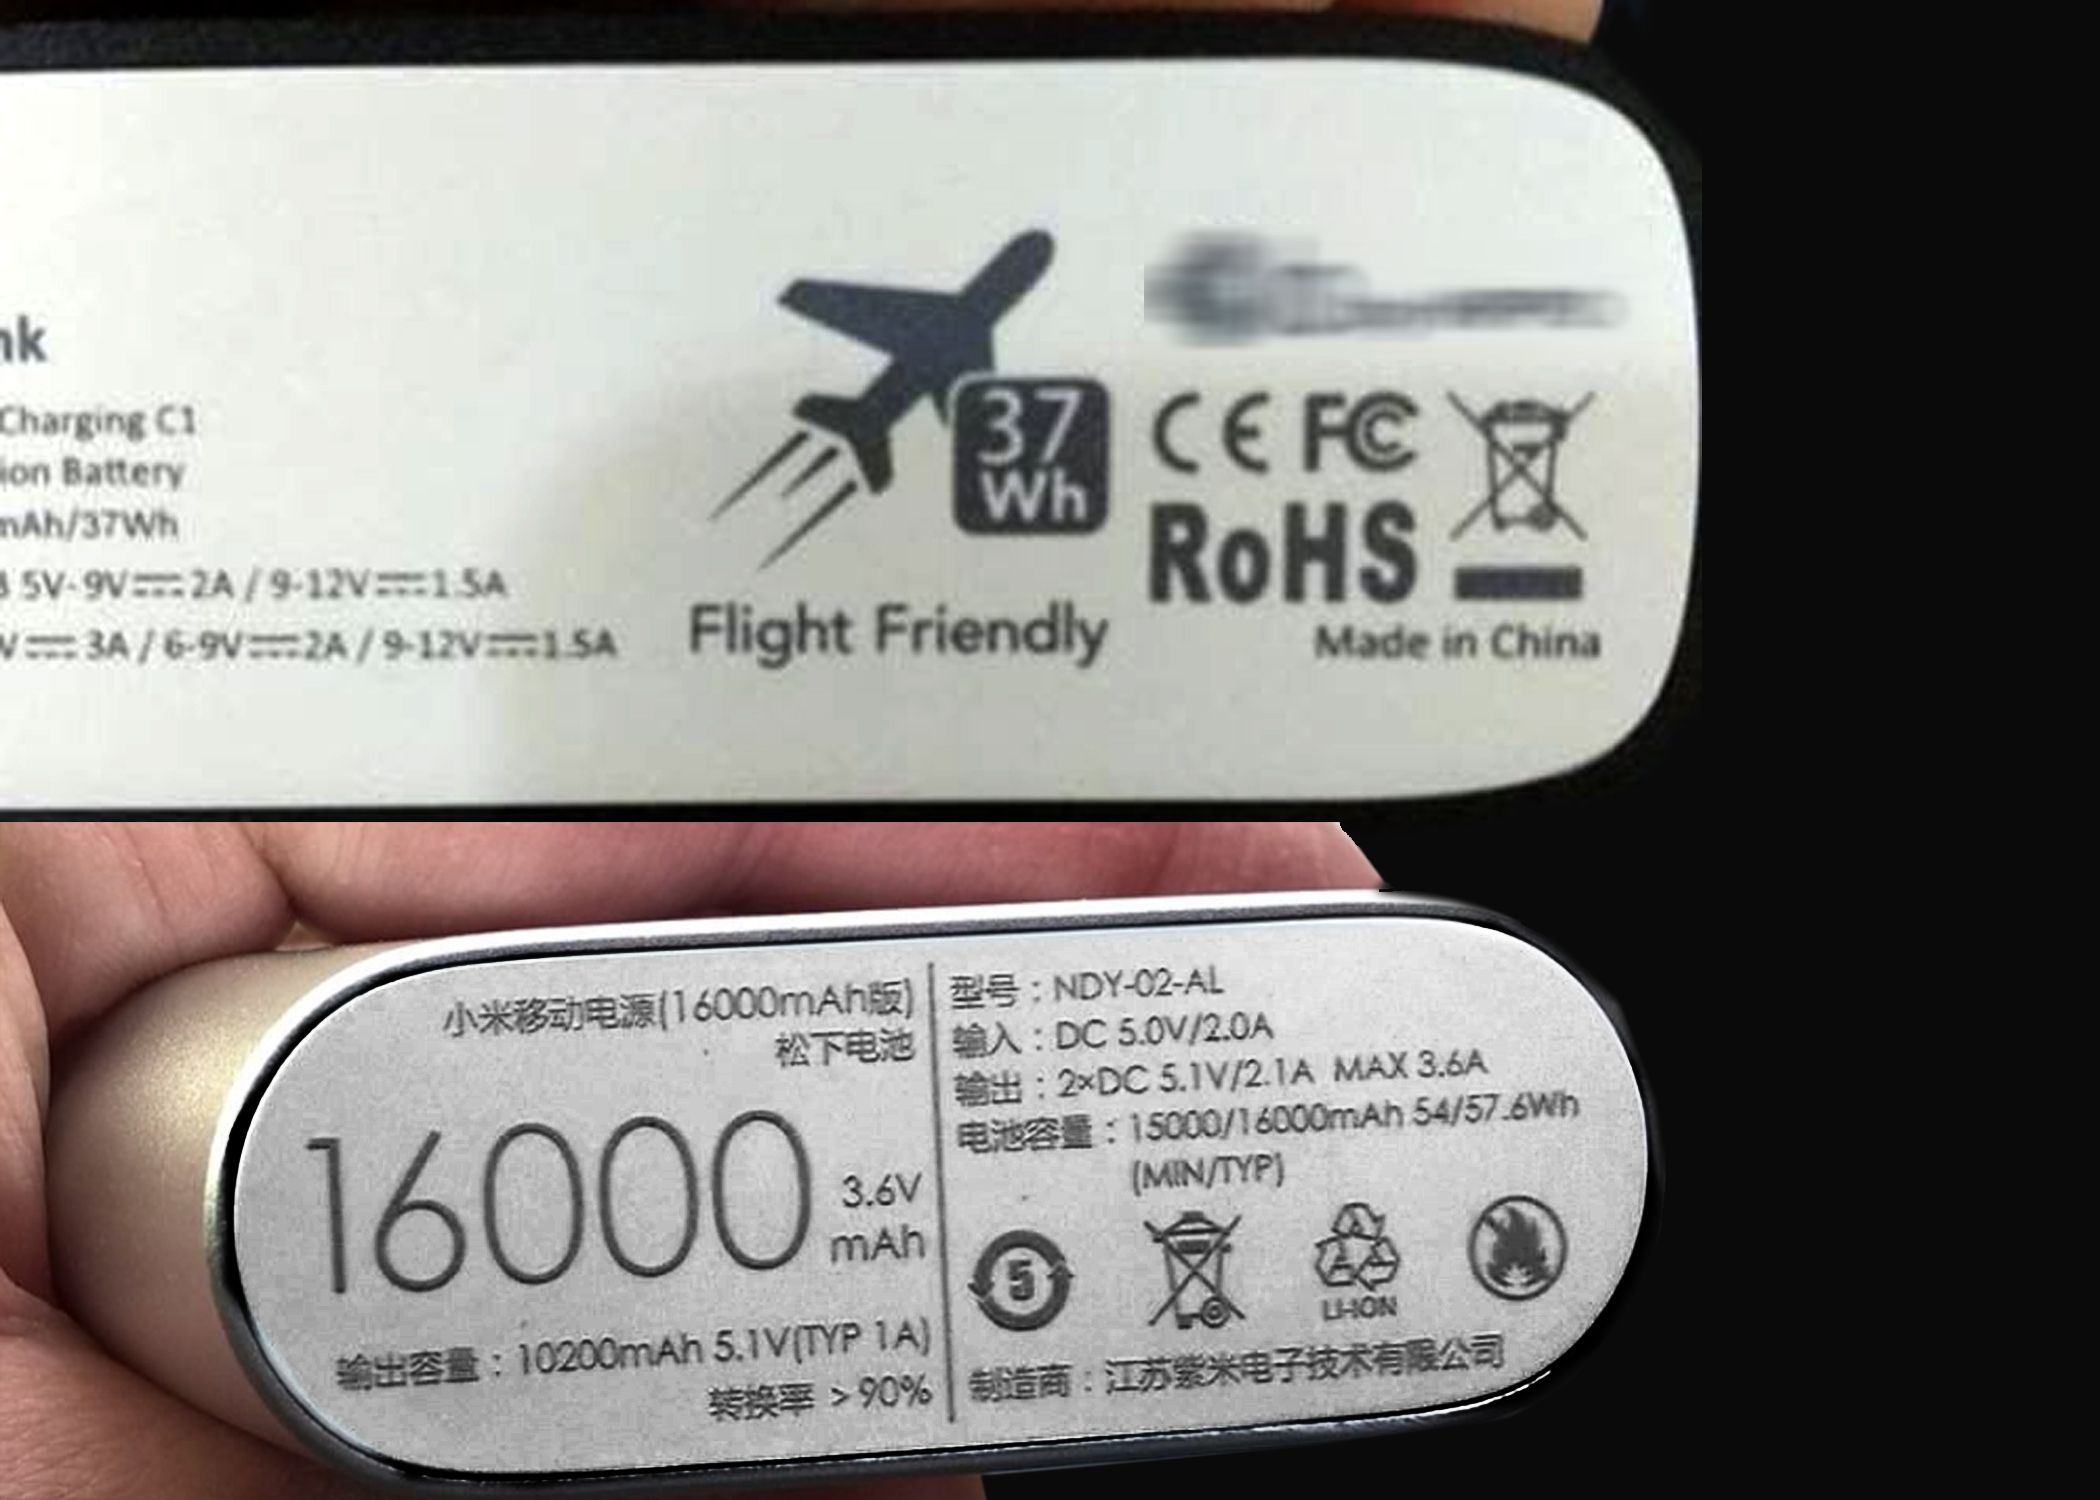 nk
Charging C1
ion Battery
mAh/37Wh
5V-9V⎓2A / 9-12V⎓1.5A
V⎓3A / 6-9V⎓2A / 9-12V⎓1.5A
37
Wh
Flight Friendly
CE FC
RoHS
Made in China
小米移动电源(16000mAh版)
松下电池
16000
3.6V
mAh
输出容量：10200mAh 5.1V(TYP 1A)
转换率 >90%
型号：NDY-02-AL
输入：DC 5.0V/2.0A
输出：2×DC 5.1V/2.1A MAX 3.6A
电池容量：15000/16000mAh 54/57.6Wh
(MIN/TYP)
5
LI-ION
制造商：江苏紫米电子技术有限公司